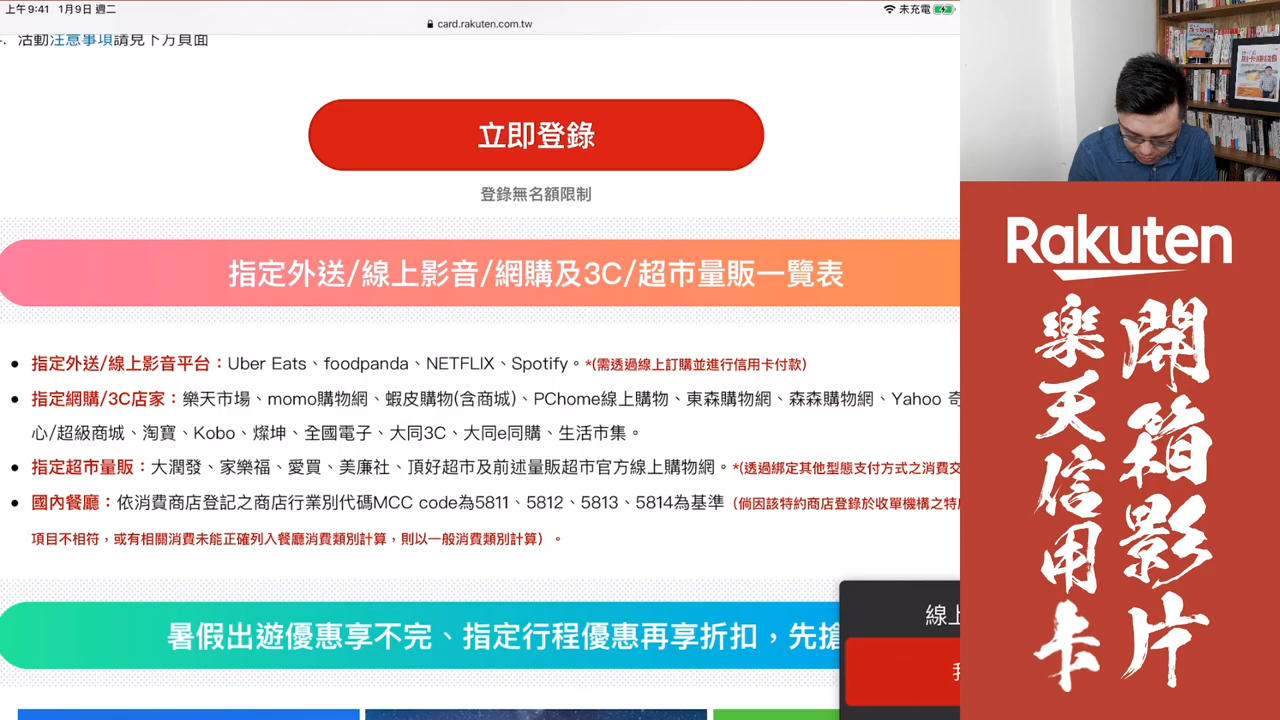 上午9:41 1月9日 週二
未充電
card.rakuten.com.tw
活動注意事項請見下方頁面
立即登錄
登錄無名額限制
指定外送/線上影音/網購及3C/超市量販一覽表
指定外送/線上影音平台：Uber Eats、foodpanda、NETFLIX、Spotify。*(需透過線上訂購並進行信用卡付款)
指定網購/3C店家：樂天市場、momo購物網、蝦皮購物(含商城)、PChome線上購物、東森購物網、森森購物網、Yahoo 奇
心/超級商城、淘寶、Kobo、燦坤、全國電子、大同3C、大同e同購、生活市集。
指定超市量販：大潤發、家樂福、愛買、美廉社、頂好超市及前述量販超市官方線上購物網。*(透過綁定其他型態支付方式之消費交
國內餐廳：依消費商店登記之商店行業別代碼MCC code為5811、5812、5813、5814為基準（倘因該特約商店登錄於收單機構之特
項目不相符，或有相關消費未能正確列入餐廳消費類別計算，則以一般消費類別計算）。
暑假出遊優惠享不完、指定行程優惠再享折扣，先搶
線上
Rakuten
開箱影片
樂天信用卡